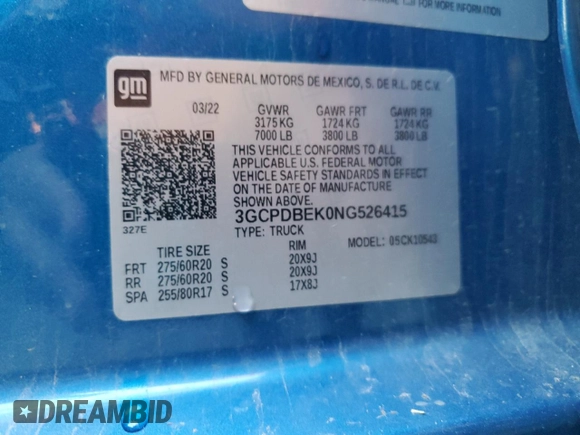 FOR MORE INFORMATION
gm
MFD BY GENERAL MOTORS DE MEXICO, S. DE R.L. DE C.V.
03/22 GVWR GAWR FRT GAWR RR
3175 KG 1724 KG 1724 KG
7000 LB 3800 LB 3800 LB
THIS VEHICLE CONFORMS TO ALL
APPLICABLE U.S. FEDERAL MOTOR
VEHICLE SAFETY STANDARDS IN EFFECT
ON THE DATE OF MANUFACTURE
SHOWN ABOVE.
3GCPDBEK0NG526415
327E
TYPE: TRUCK 05CK10543
TIRE SIZE RIM
FRT 275/60R20 S 20X9J
RR 275/60R20 S 20X9J
SPA 255/80R17 S 17X8J
DREAMBID